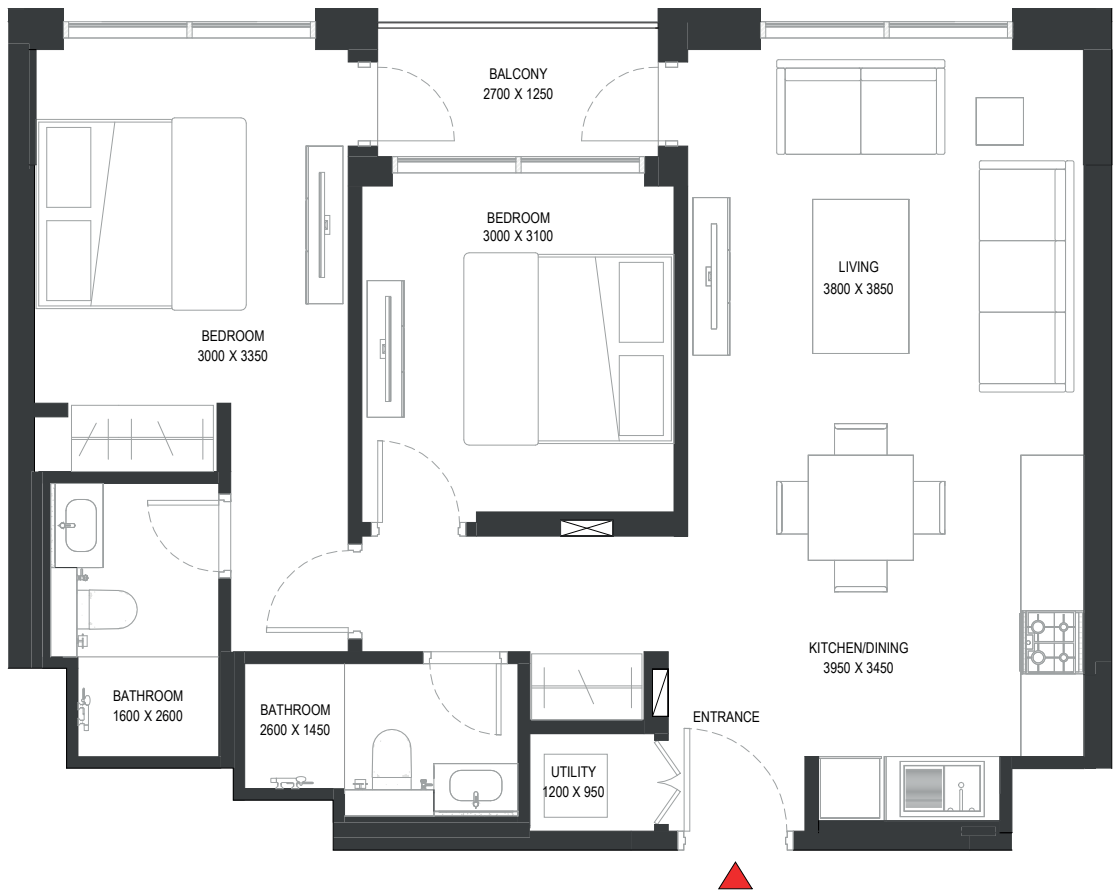 BALCONY
2700 X 1250
BEDROOM
3000 X 3100
LIVING
3800 X 3850
BEDROOM
3000 X 3350
KITCHEN/DINING
3950 X 3450
BATHROOM
1600 X 2600
BATHROOM
2600 X 1450
ENTRANCE
UTILITY
1200 X 950